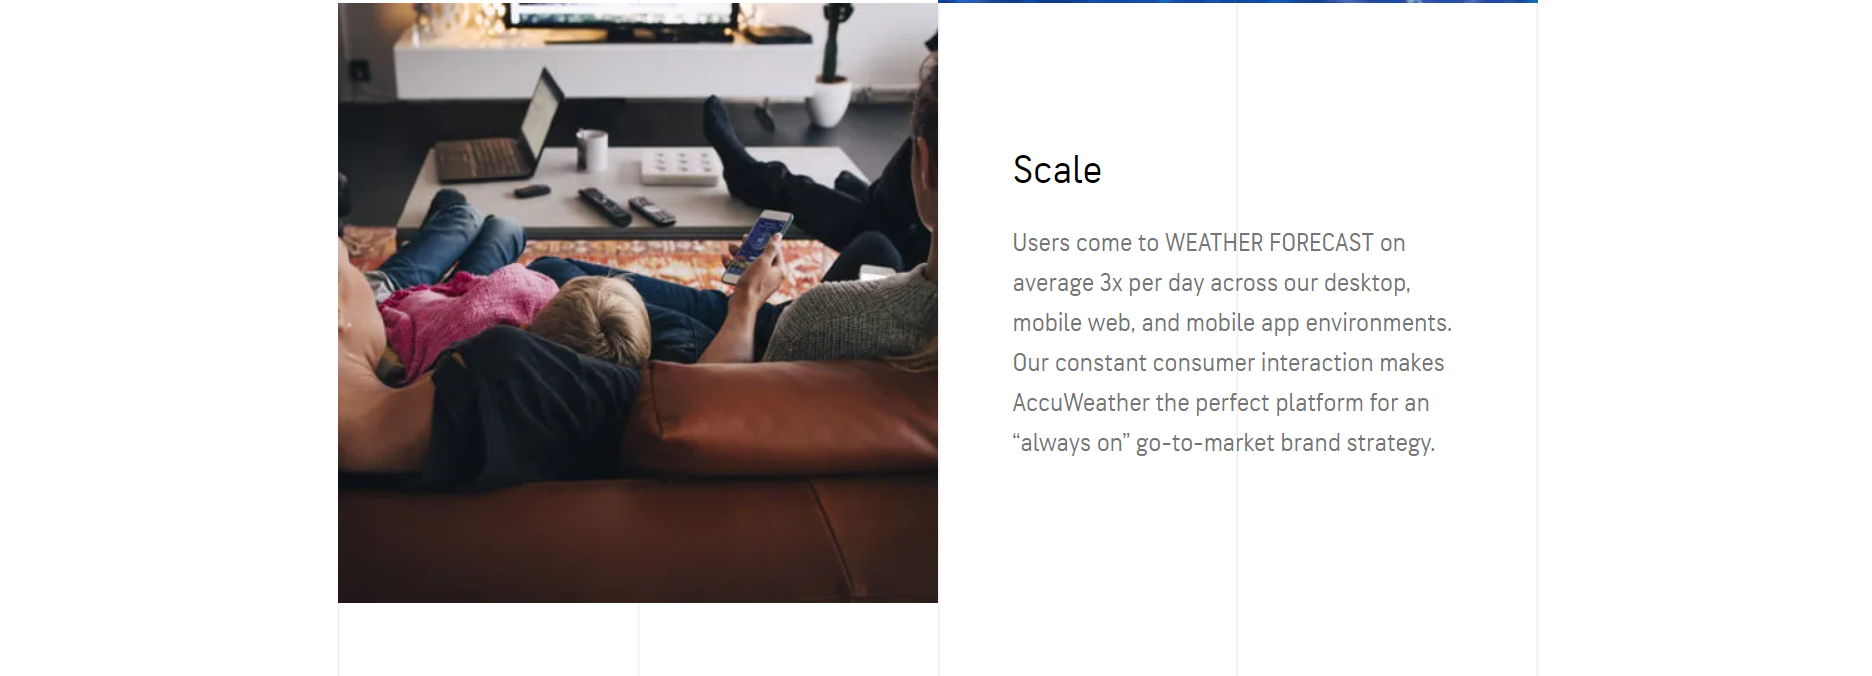 Scale
Users come to WEATHER FORECAST on
average 3x per day across our desktop,
mobile web, and mobile app environments.
Our constant consumer interaction makes
AccuWeather the perfect platform for an
“always on” go-to-market brand strategy.